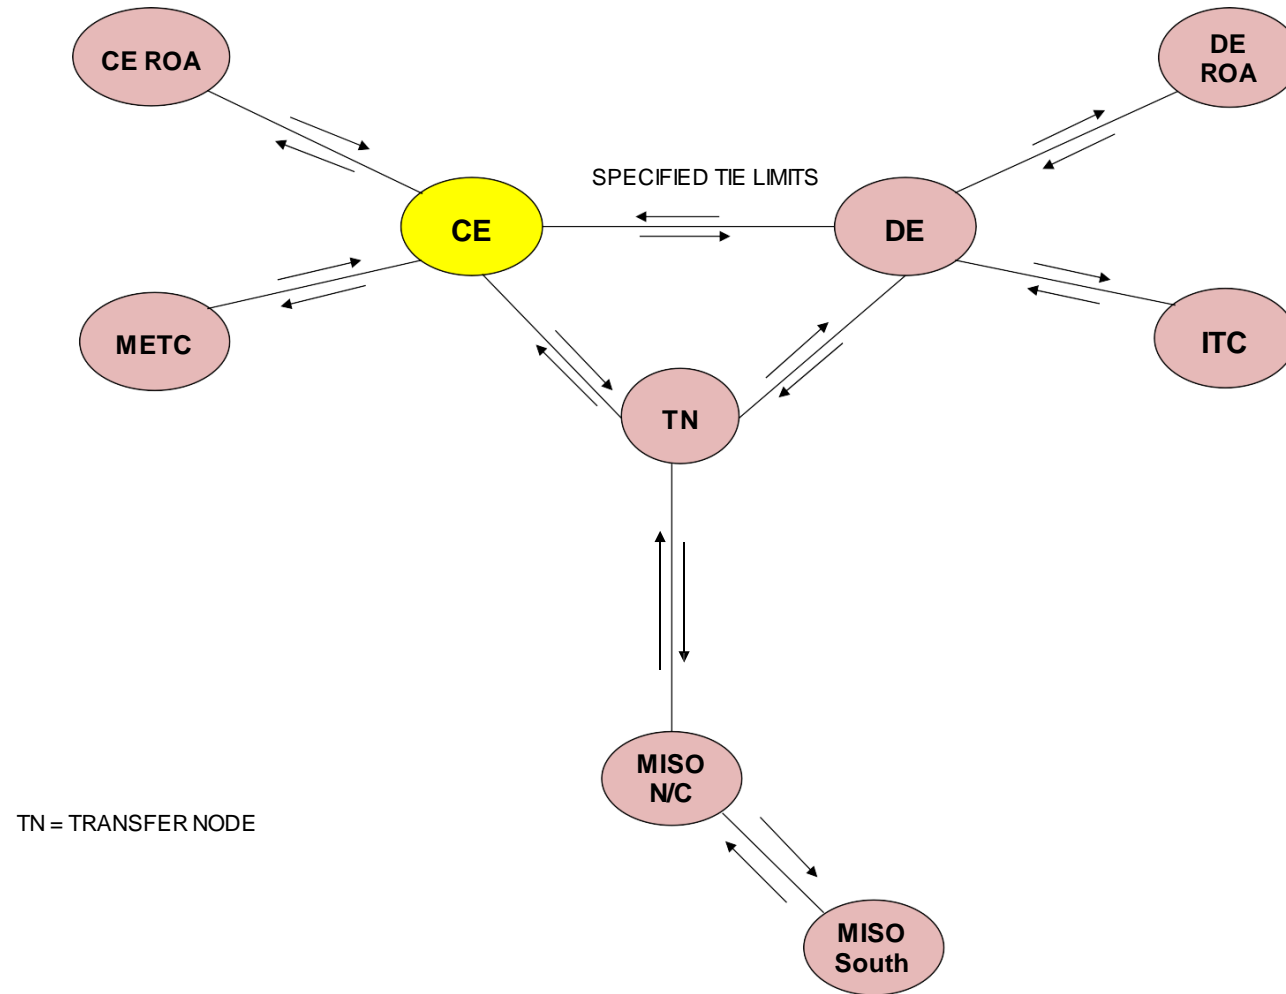 CE ROA
DE
ROA
SPECIFIED TIE LIMITS
CE
DE
METC
ITC
TN
MISO
N/C
TN = TRANSFER NODE
MISO
South